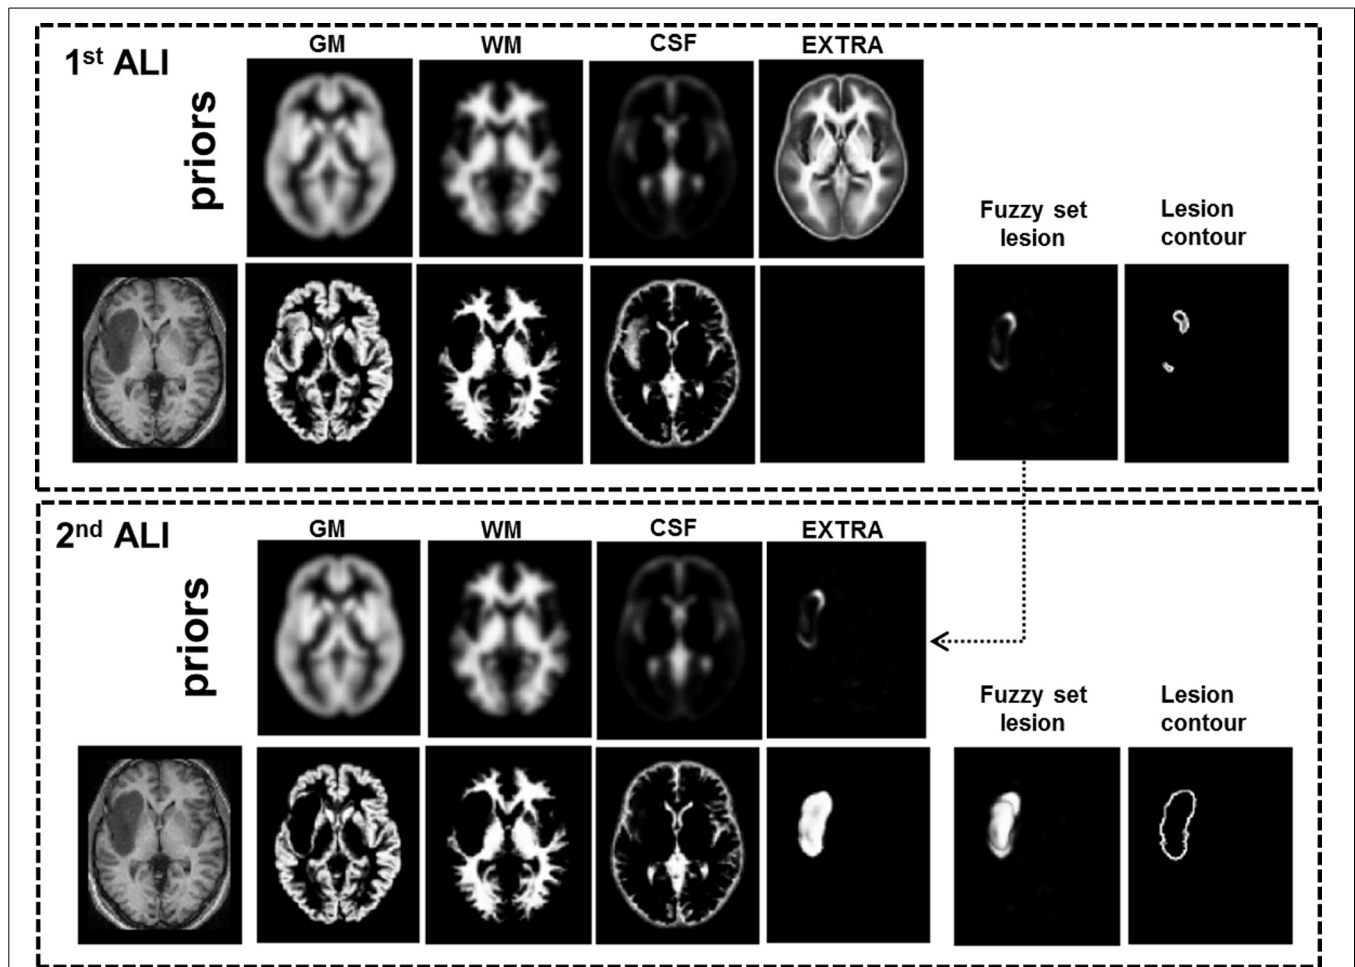 1st ALI
GM WM CSF EXTRA
priors
Fuzzy set
lesion
Lesion
contour
2nd ALI
GM WM CSF EXTRA
priors
Fuzzy set
lesion
Lesion
contour